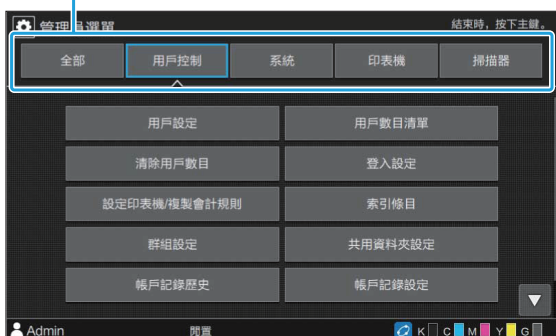 管理員選單
結束時，按下主鍵。
全部 用戶控制 系統 印表機 掃描器
用戶設定 用戶數目清單
清除用戶數目 登入設定
設定印表機/複製會計規則 索引條目
群組設定 共用資料夾設定
帳戶記錄歷史 帳戶記錄設定
Admin 閒置 K C M Y G